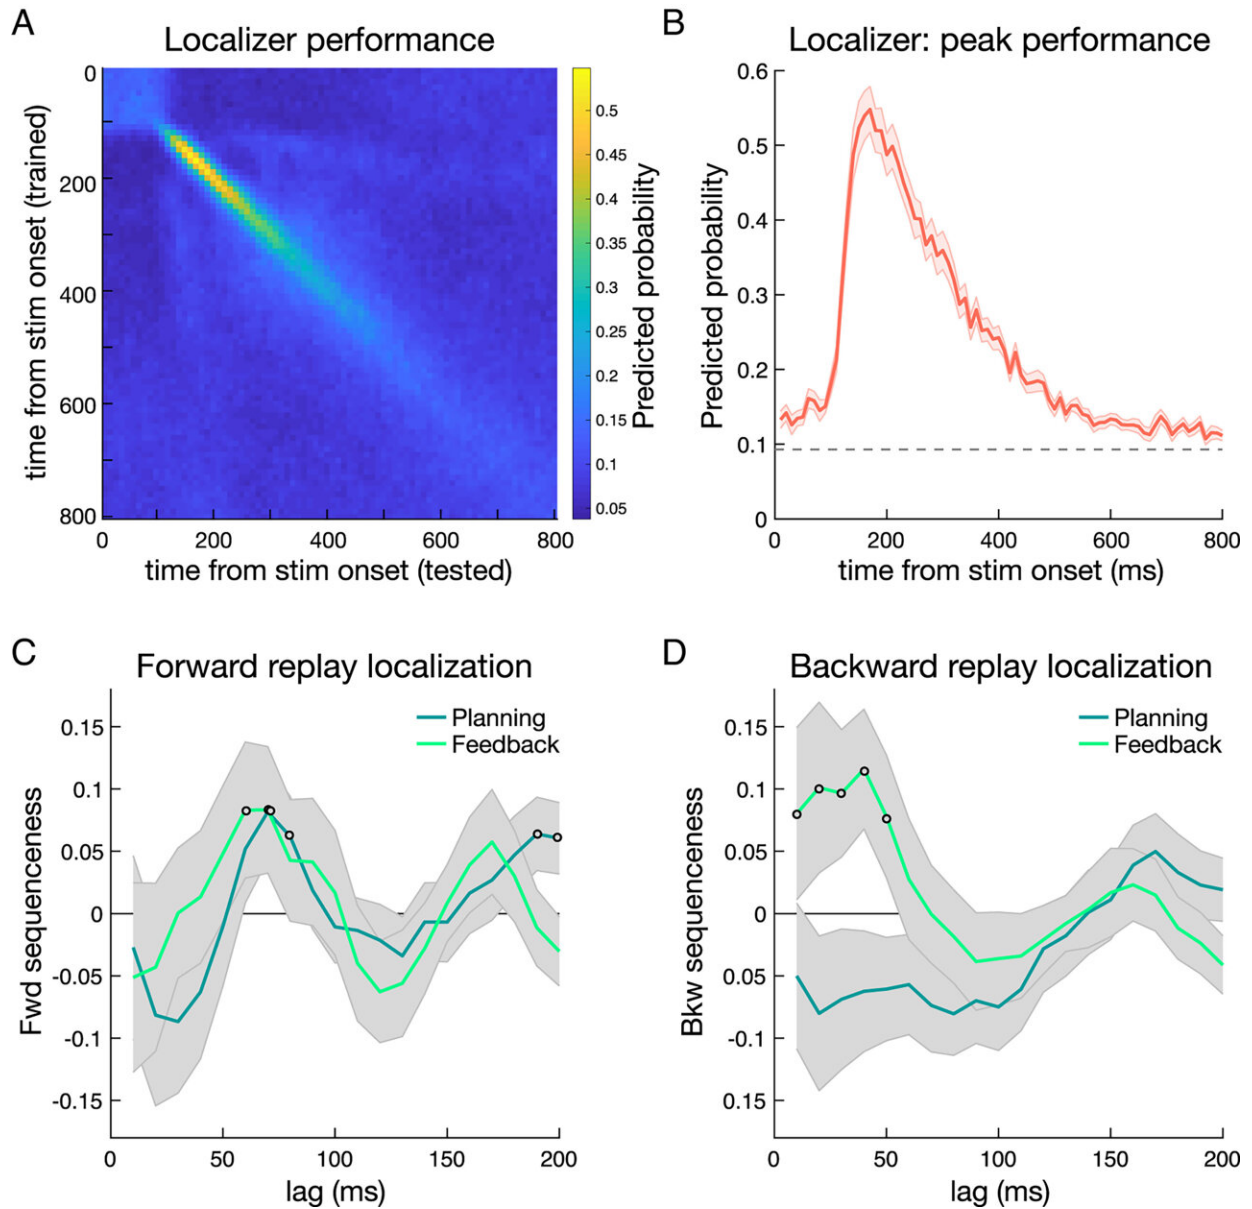 A
Localizer performance
0
200
400
600
800
time from stim onset (trained)
0
200
400
600
800
time from stim onset (tested)
0.5
0.45
0.4
0.35
0.3
0.25
0.2
0.15
0.1
0.05
Predicted probability
B
Localizer: peak performance
0.6
0.5
0.4
0.3
0.2
0.1
0
Predicted probability
0
200
400
600
800
time from stim onset (ms)
C
Forward replay localization
Planning
Feedback
0.15
0.1
0.05
0
-0.05
-0.1
-0.15
Fwd sequenceness
0
50
100
150
200
lag (ms)
D
Backward replay localization
Planning
Feedback
0.15
0.1
0.05
0
0.05
-0.1
0.15
Bkw sequenceness
0
50
100
150
200
lag (ms)